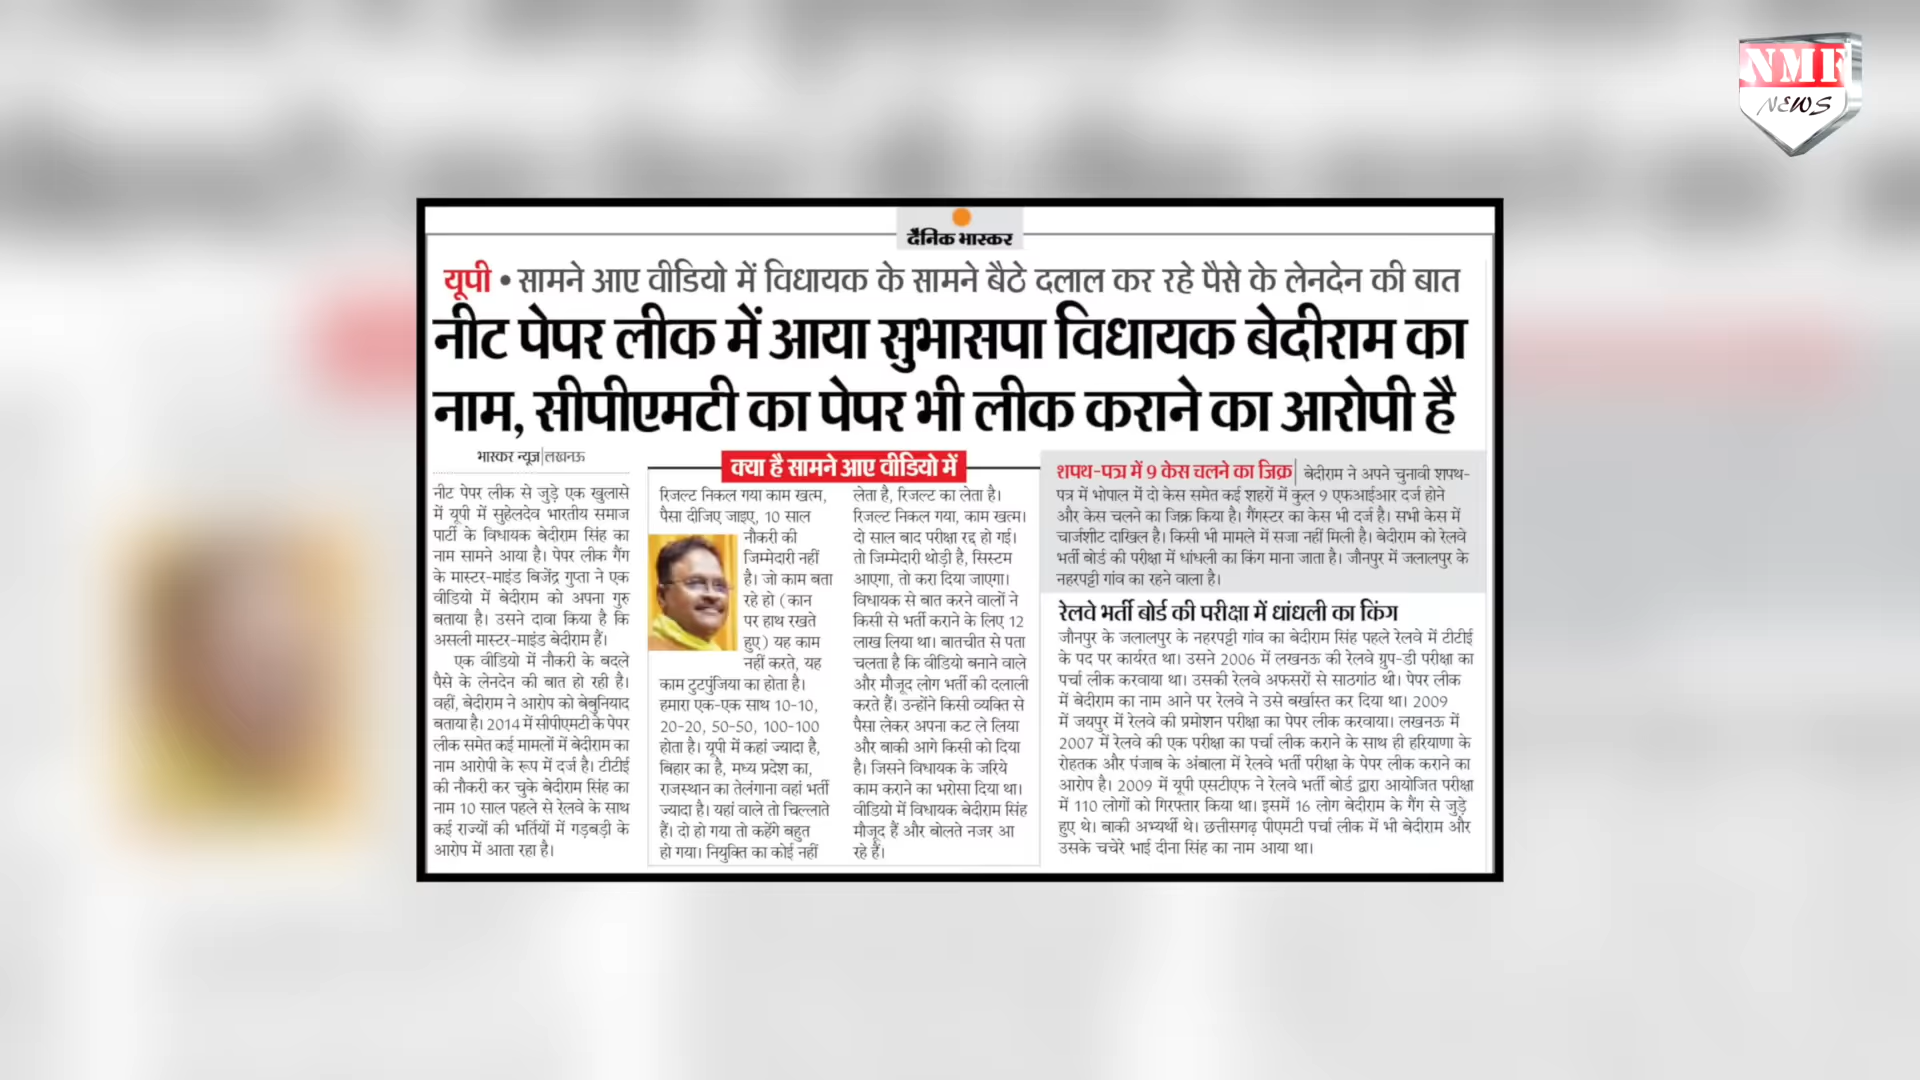 NMF
NEWS
दैनिक भास्कर
यूपी • सामने आए वीडियो में विधायक के सामने बैठे दलाल कर रहे पैसे के लेनदेन की बात
नीट पेपर लीक में आया सुभासपा विधायक बेदीराम का
नाम, सीपीएमटी का पेपर भी लीक कराने का आरोपी है
भास्कर न्यूज|लखनऊ
नीट पेपर लीक से जुड़े एक खुलासे
में यूपी में सुहेलदेव भारतीय समाज
पार्टी के विधायक बेदीराम सिंह का
नाम सामने आया है। पेपर लीक गैंग
के मास्टर-माइंड बिजेंद्र गुप्ता ने एक
वीडियो में बेदीराम को अपना गुरु
बताया है। उसने दावा किया है कि
असली मास्टर-माइंड बेदीराम हैं।
एक वीडियो में नौकरी के बदले
पैसे के लेनदेन की बात हो रही है।
वहीं, बेदीराम ने आरोप को बेबुनियाद
बताया है। 2014 में सीपीएमटी के पेपर
लीक समेत कई मामलों में बेदीराम का
नाम आरोपी के रूप में दर्ज है। टीटीई
की नौकरी कर चुके बेदीराम सिंह का
नाम 10 साल पहले से रेलवे के साथ
कई राज्यों की भर्तियों में गड़बड़ी के
आरोप में आता रहा है।
क्या है सामने आए वीडियो में
रिजल्ट निकल गया काम खत्म,
पैसा दीजिए जाइए, 10 साल
नौकरी की
जिम्मेदारी नहीं
है। जो काम बता
रहे हो (कान
पर हाथ रखते
हुए) यह काम
नहीं करते, यह
काम टुटपुंजिया का होता है।
हमारा एक-एक साथ 10-10,
20-20, 50-50, 100-100
होता है। यूपी में कहां ज्यादा है,
बिहार का है, मध्य प्रदेश का,
राजस्थान का तेलंगाना वहां भर्ती
ज्यादा है। यहां वाले तो चिल्लाते
हैं। दो हो गया तो कहेंगे बहुत
हो गया। नियुक्ति का कोई नहीं
लेता है, रिजल्ट का लेता है।
रिजल्ट निकल गया, काम खत्म।
दो साल बाद परीक्षा रद्द हो गई।
तो जिम्मेदारी थोड़ी है, सिस्टम
आएगा, तो करा दिया जाएगा।
विधायक से बात करने वालों ने
किसी से भर्ती कराने के लिए 12
लाख लिया था। बातचीत से पता
चलता है कि वीडियो बनाने वाले
और मौजूद लोग भर्ती की दलाली
करते हैं। उन्होंने किसी व्यक्ति से
पैसा लेकर अपना कट ले लिया
और बाकी आगे किसी को दिया
है। जिसने विधायक के जरिये
काम कराने का भरोसा दिया था।
वीडियो में विधायक बेदीराम सिंह
मौजूद हैं और बोलते नजर आ
रहे हैं।
शपथ-पत्र में 9 केस चलने का जिक्र| बेदीराम ने अपने चुनावी शपथ-
पत्र में भोपाल में दो केस समेत कई शहरों में कुल 9 एफआईआर दर्ज होने
और केस चलने का जिक्र किया है। गैंगस्टर का केस भी दर्ज है। सभी केस में
चार्जशीट दाखिल है। किसी भी मामले में सजा नहीं मिली है। बेदीराम को रेलवे
भर्ती बोर्ड की परीक्षा में धांधली का किंग माना जाता है। जौनपुर में जलालपुर के
नहरपट्टी गांव का रहने वाला है।
रेलवे भर्ती बोर्ड की परीक्षा में धांधली का किंग
जौनपुर के जलालपुर के नहरपट्टी गांव का बेदीराम सिंह पहले रेलवे में टीटीई
के पद पर कार्यरत था। उसने 2006 में लखनऊ की रेलवे ग्रुप-डी परीक्षा का
पर्चा लीक करवाया था। उसकी रेलवे अफसरों से साठगांठ थी। पेपर लीक
में बेदीराम का नाम आने पर रेलवे ने उसे बर्खास्त कर दिया था। 2009
में जयपुर में रेलवे की प्रमोशन परीक्षा का पेपर लीक करवाया। लखनऊ में
2007 में रेलवे की एक परीक्षा का पर्चा लीक कराने के साथ ही हरियाणा के
रोहतक और पंजाब के अंबाला में रेलवे भर्ती परीक्षा के पेपर लीक कराने का
आरोप है। 2009 में यूपी एसटीएफ ने रेलवे भर्ती बोर्ड द्वारा आयोजित परीक्षा
में 110 लोगों को गिरफ्तार किया था। इसमें 16 लोग बेदीराम के गैंग से जुड़े
हुए थे। बाकी अभ्यर्थी थे। छत्तीसगढ़ पीएमटी पर्चा लीक में भी बेदीराम और
उसके चचेरे भाई दीना सिंह का नाम आया था।